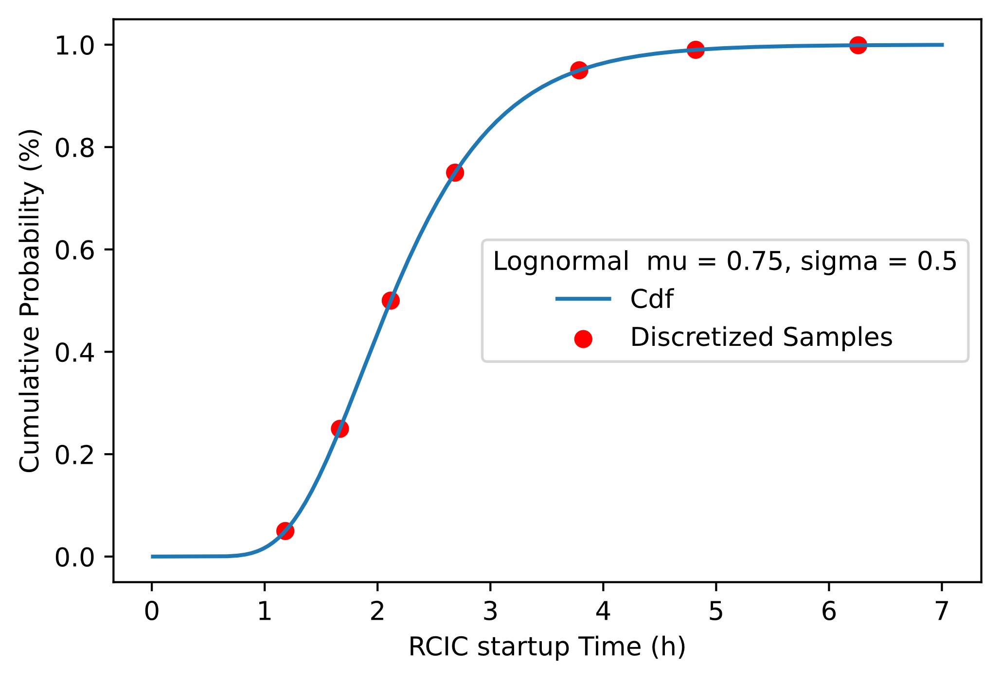 1.0
0.8
0.6
0.4
0.2
0.0
Cumulative Probability (%)
Lognormal  mu = 0.75, sigma = 0.5
Cdf
Discretized Samples
0 1 2 3 4 5 6 7
RCIC startup Time (h)